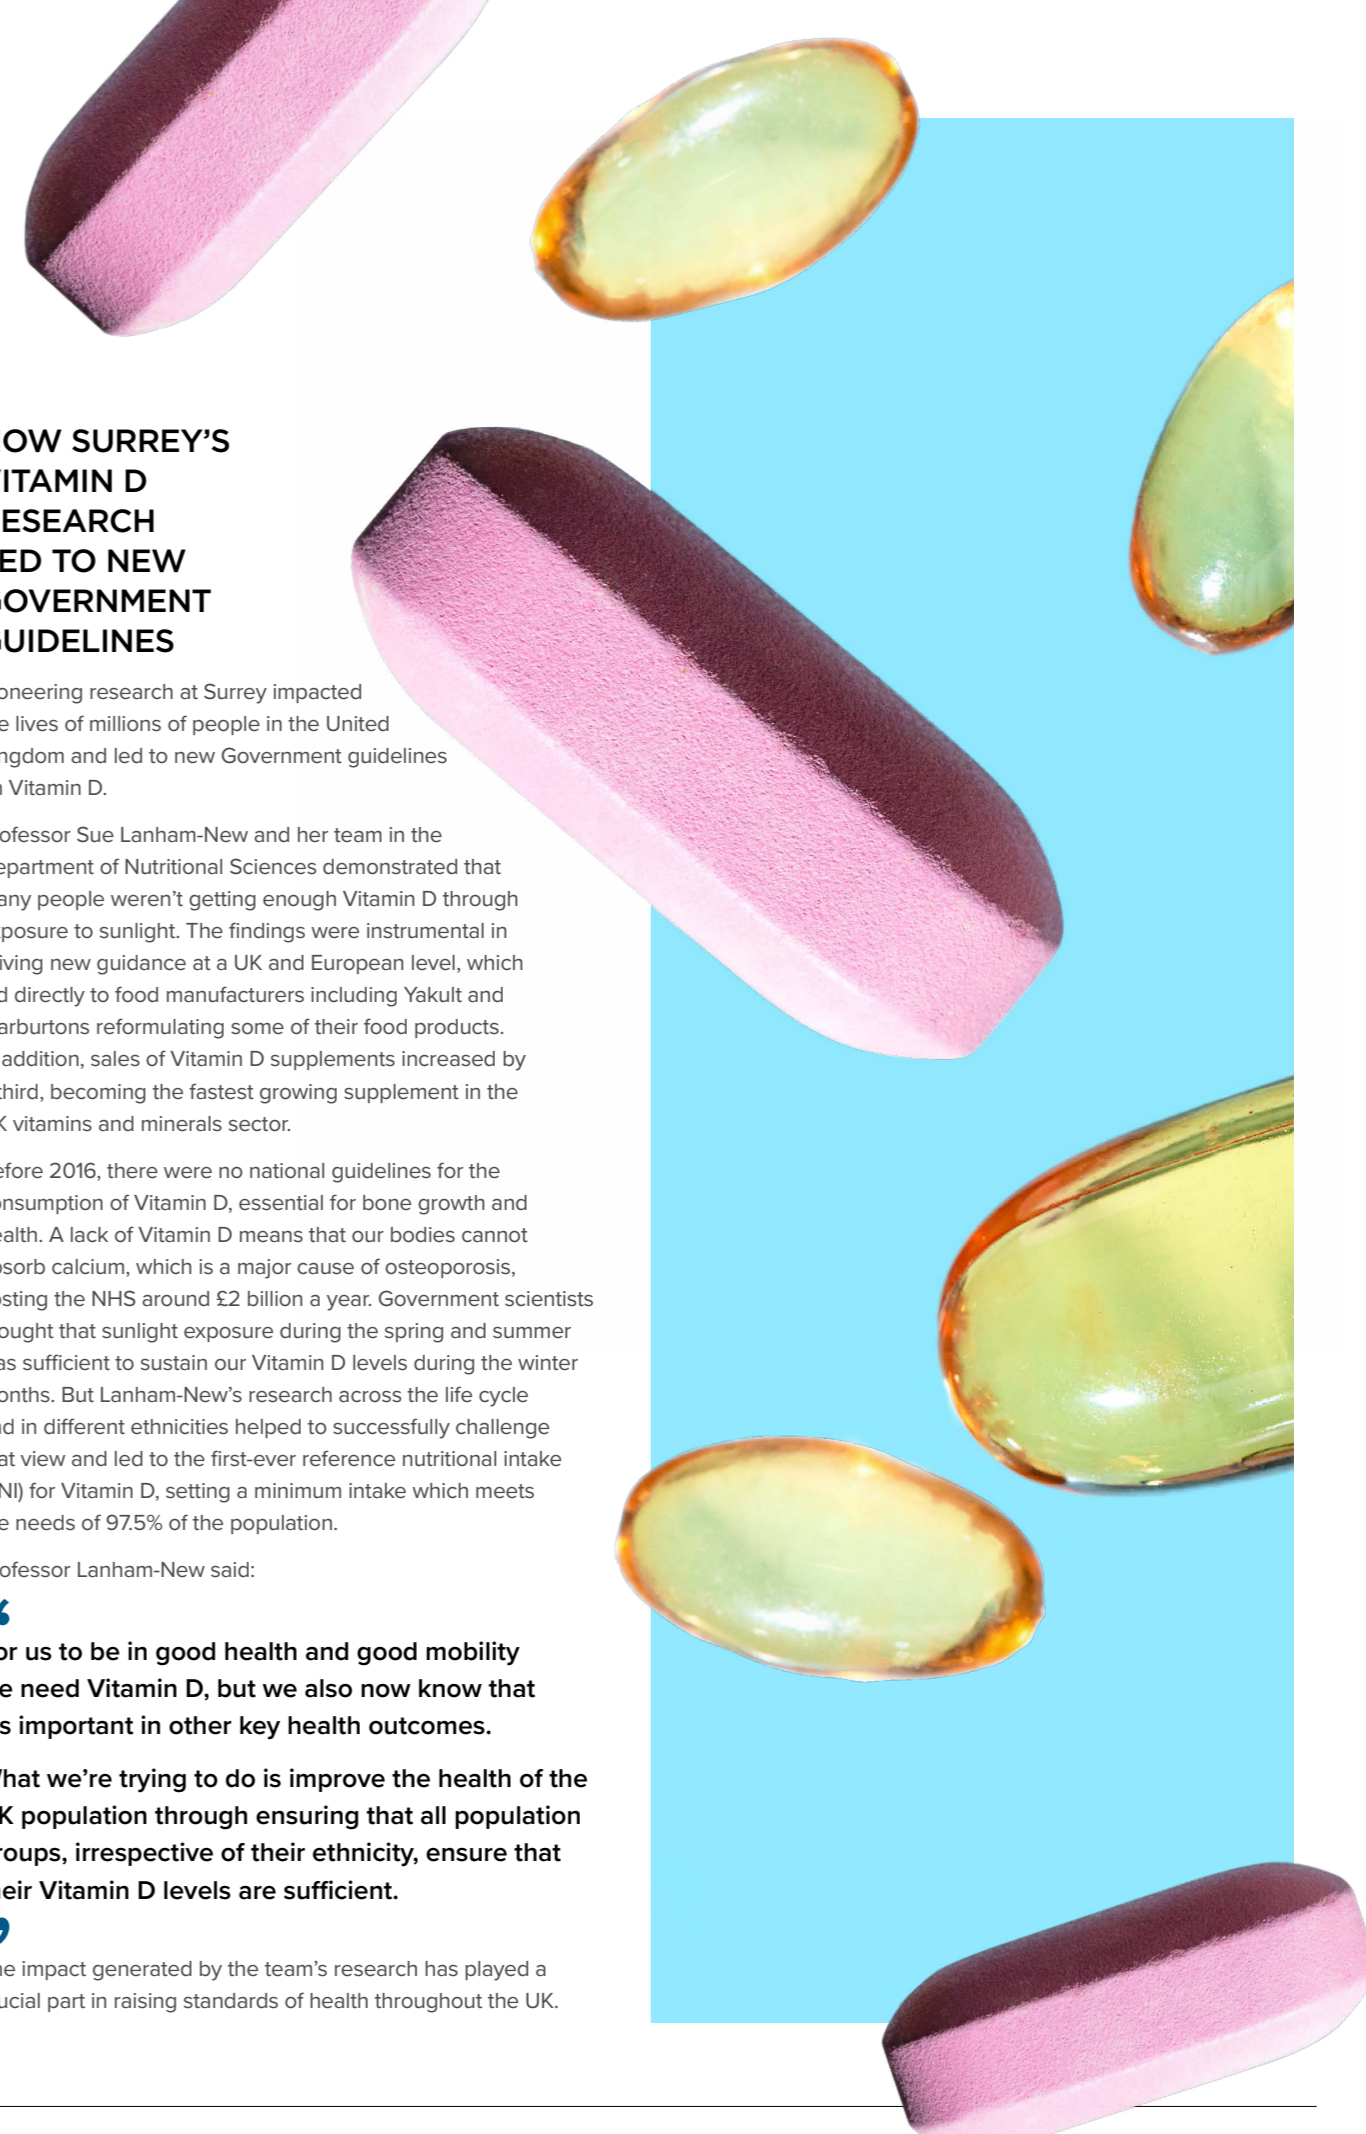 OW SURREY’S
ITAMIN D
ESEARCH
ED TO NEW
OVERNMENT
UIDELINES
oneering research at Surrey impacted
e lives of millions of people in the United
ngdom and led to new Government guidelines
n Vitamin D.
ofessor Sue Lanham-New and her team in the
epartment of Nutritional Sciences demonstrated that
any people weren’t getting enough Vitamin D through
posure to sunlight. The findings were instrumental in
iving new guidance at a UK and European level, which
d directly to food manufacturers including Yakult and
arburtons reformulating some of their food products.
addition, sales of Vitamin D supplements increased by
third, becoming the fastest growing supplement in the
K vitamins and minerals sector.
efore 2016, there were no national guidelines for the
onsumption of Vitamin D, essential for bone growth and
ealth. A lack of Vitamin D means that our bodies cannot
bsorb calcium, which is a major cause of osteoporosis,
osting the NHS around £2 billion a year. Government scientists
ought that sunlight exposure during the spring and summer
as sufficient to sustain our Vitamin D levels during the winter
onths. But Lanham-New’s research across the life cycle
nd in different ethnicities helped to successfully challenge
at view and led to the first-ever reference nutritional intake
NI) for Vitamin D, setting a minimum intake which meets
e needs of 97.5% of the population.
ofessor Lanham-New said:
or us to be in good health and good mobility
e need Vitamin D, but we also now know that
s important in other key health outcomes.
hat we’re trying to do is improve the health of the
K population through ensuring that all population
roups, irrespective of their ethnicity, ensure that
eir Vitamin D levels are sufficient.
he impact generated by the team’s research has played a
ucial part in raising standards of health throughout the UK.